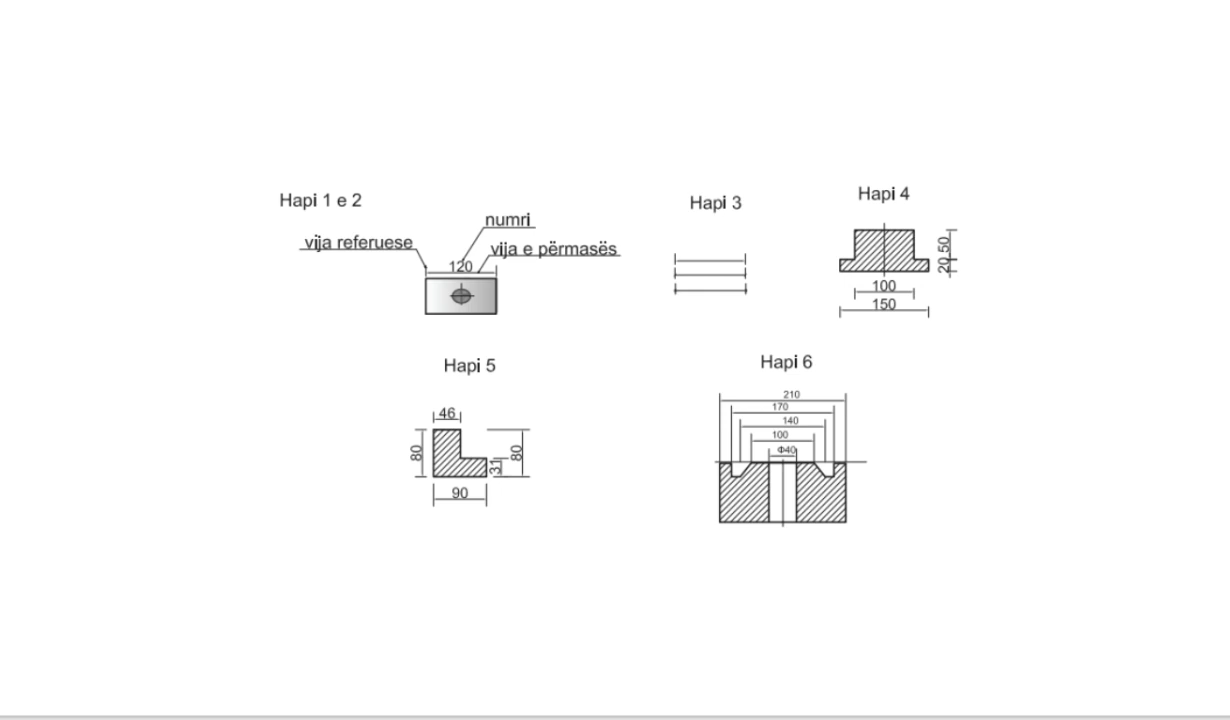 Hapi 1 e 2
numri
vija referuese
vija e përmasës
120
Hapi 3
Hapi 4
50
20
100
150
Hapi 5
46
80
31
80
90
Hapi 6
210
170
140
100
Φ40